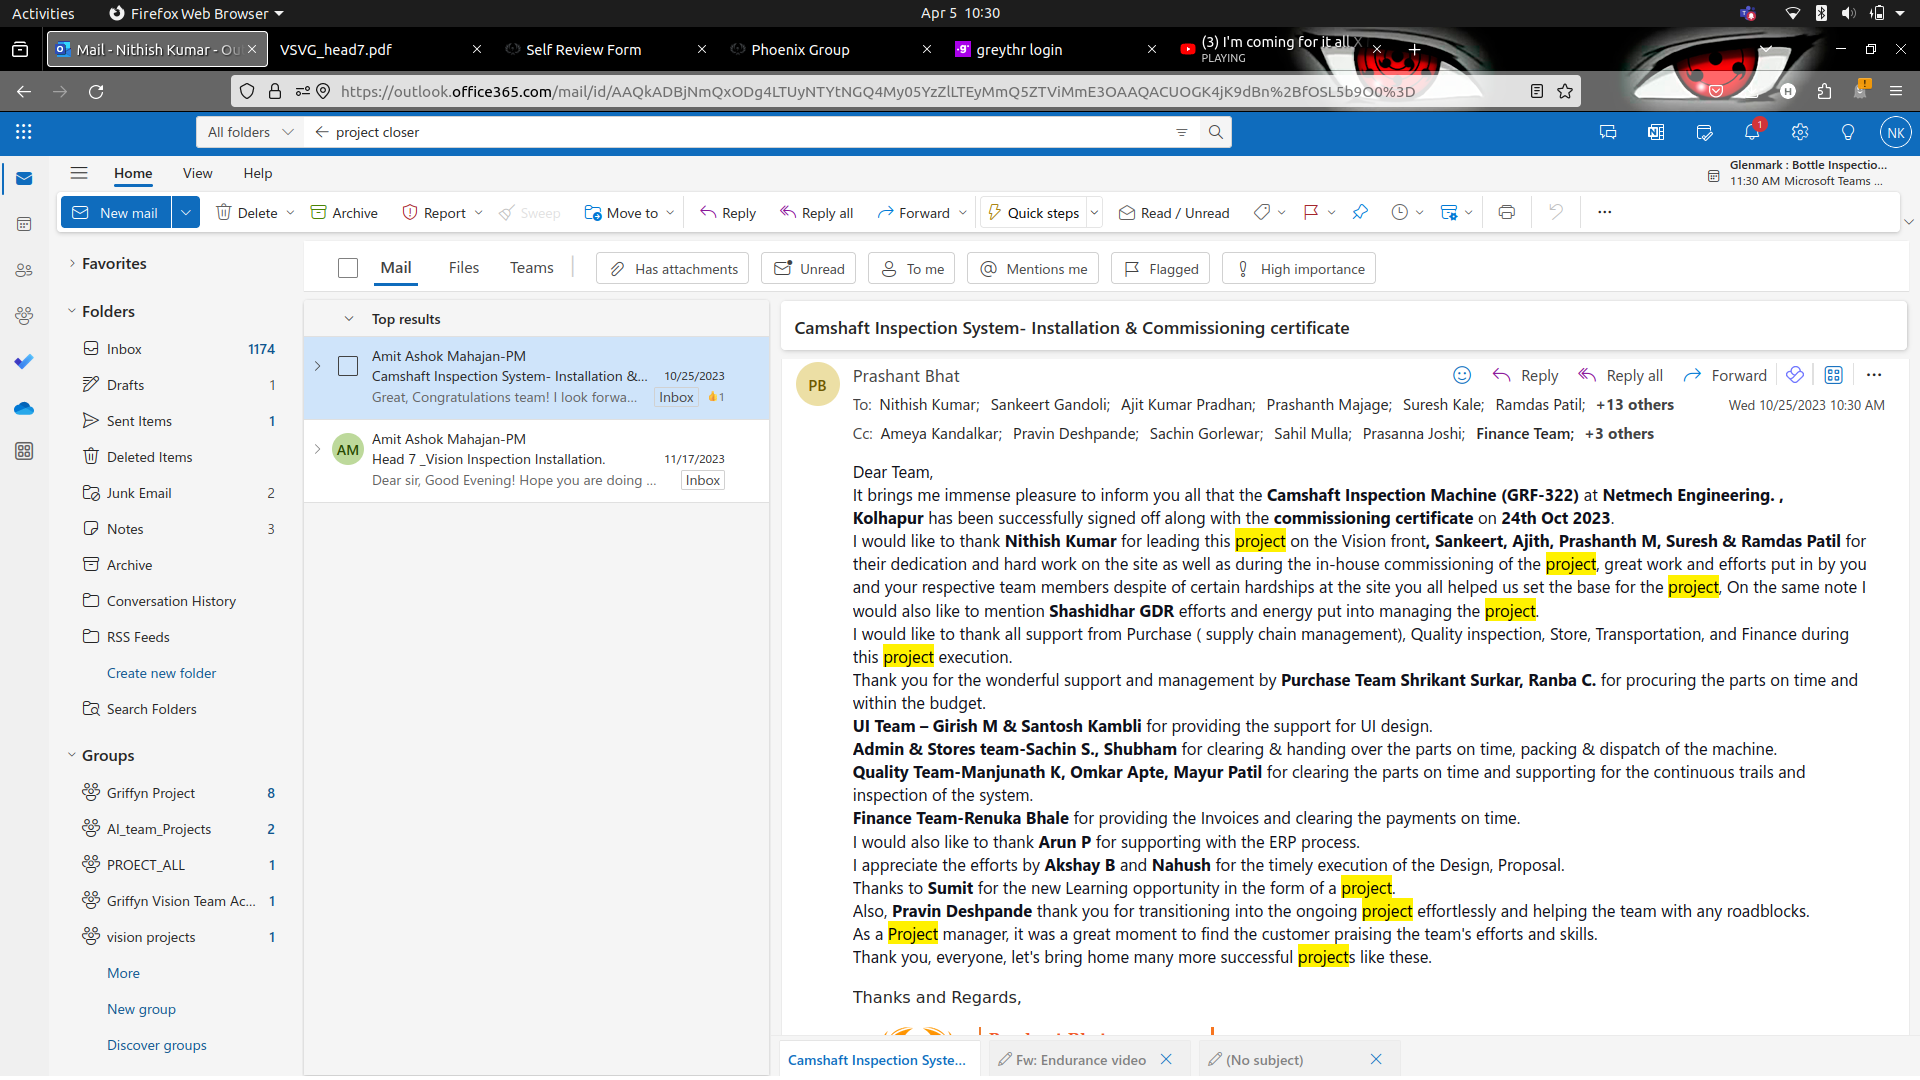 Activities
Firefox Web Browser
Apr 5 10:30
Mail - Nithish Kumar - Ou
VSVG_head7.pdf
Self Review Form
Phoenix Group
greythr login
(3) I'm coming for it all X
PLAYING
https://outlook.office365.com/mail/id/AAQkADBjNmQxODg4LTUyNTYtNGQ4My05YzZlLTEyMmQ5ZTViMmE3OAAQACUOGK4jK9dBn%2BfOSL5b9O0%3D
All folders
project closer
1
NK
Home
View
Help
Glenmark : Bottle Inspectio...
11:30 AM Microsoft Teams ...
New mail
Delete
Archive
Report
Sweep
Move to
Reply
Reply all
Forward
Quick steps
Read / Unread
Favorites
Folders
Inbox 1174
Drafts 1
Sent Items 1
Deleted Items
Junk Email 2
Notes 3
Archive
Conversation History
RSS Feeds
Create new folder
Search Folders
Groups
Griffyn Project 8
AI_team_Projects 2
PROECT_ALL 1
Griffyn Vision Team Ac... 1
vision projects 1
More
New group
Discover groups
Mail
Files
Teams
Has attachments
Unread
To me
Mentions me
Flagged
High importance
Top results
Amit Ashok Mahajan-PM
Camshaft Inspection System- Installation &... 10/25/2023
Great, Congratulations team! I look forwa... Inbox 1
AM
Amit Ashok Mahajan-PM
Head 7 _Vision Inspection Installation. 11/17/2023
Dear sir, Good Evening! Hope you are doing ... Inbox
Camshaft Inspection System- Installation & Commissioning certificate
PB
Prashant Bhat
Reply
Reply all
Forward
To: Nithish Kumar; Sankeert Gandoli; Ajit Kumar Pradhan; Prashanth Majage; Suresh Kale; Ramdas Patil; +13 others
Wed 10/25/2023 10:30 AM
Cc: Ameya Kandalkar; Pravin Deshpande; Sachin Gorlewar; Sahil Mulla; Prasanna Joshi; Finance Team; +3 others
Dear Team,
It brings me immense pleasure to inform you all that the Camshaft Inspection Machine (GRF-322) at Netmech Engineering. ,
Kolhapur has been successfully signed off along with the commissioning certificate on 24th Oct 2023.
I would like to thank Nithish Kumar for leading this project on the Vision front, Sankeert, Ajith, Prashanth M, Suresh & Ramdas Patil for
their dedication and hard work on the site as well as during the in-house commissioning of the project, great work and efforts put in by you
and your respective team members despite of certain hardships at the site you all helped us set the base for the project, On the same note I
would also like to mention Shashidhar GDR efforts and energy put into managing the project.
I would like to thank all support from Purchase ( supply chain management), Quality inspection, Store, Transportation, and Finance during
this project execution.
Thank you for the wonderful support and management by Purchase Team Shrikant Surkar, Ranba C. for procuring the parts on time and
within the budget.
UI Team – Girish M & Santosh Kambli for providing the support for UI design.
Admin & Stores team-Sachin S., Shubham for clearing & handing over the parts on time, packing & dispatch of the machine.
Quality Team-Manjunath K, Omkar Apte, Mayur Patil for clearing the parts on time and supporting for the continuous trails and
inspection of the system.
Finance Team-Renuka Bhale for providing the Invoices and clearing the payments on time.
I would also like to thank Arun P for supporting with the ERP process.
I appreciate the efforts by Akshay B and Nahush for the timely execution of the Design, Proposal.
Thanks to Sumit for the new Learning opportunity in the form of a project.
Also, Pravin Deshpande thank you for transitioning into the ongoing project effortlessly and helping the team with any roadblocks.
As a Project manager, it was a great moment to find the customer praising the team's efforts and skills.
Thank you, everyone, let's bring home many more successful projects like these.
Thanks and Regards,
Camshaft Inspection Syste...
Fw: Endurance video
(No subject)